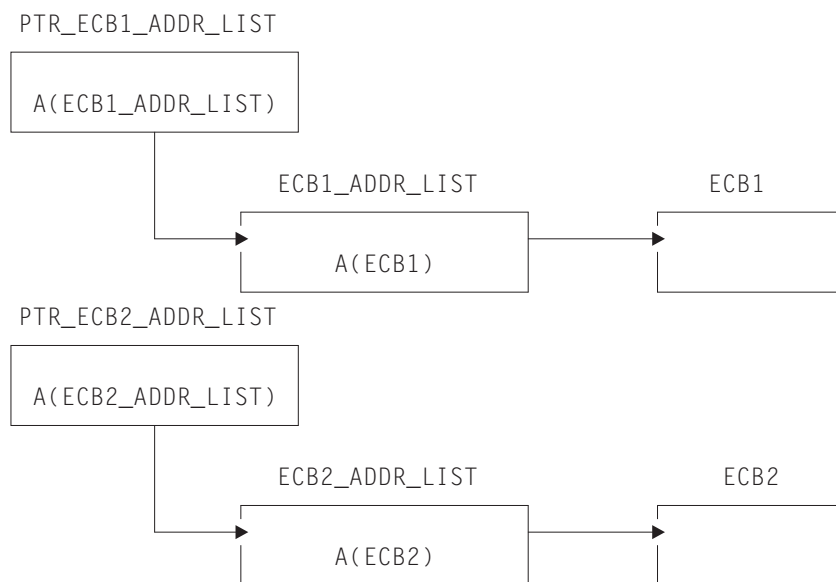 PTR_ECB1_ADDR_LIST
A(ECB1_ADDR_LIST)
ECB1_ADDR_LIST
ECB1
A(ECB1)
PTR_ECB2_ADDR_LIST
A(ECB2_ADDR_LIST)
ECB2_ADDR_LIST
ECB2
A(ECB2)